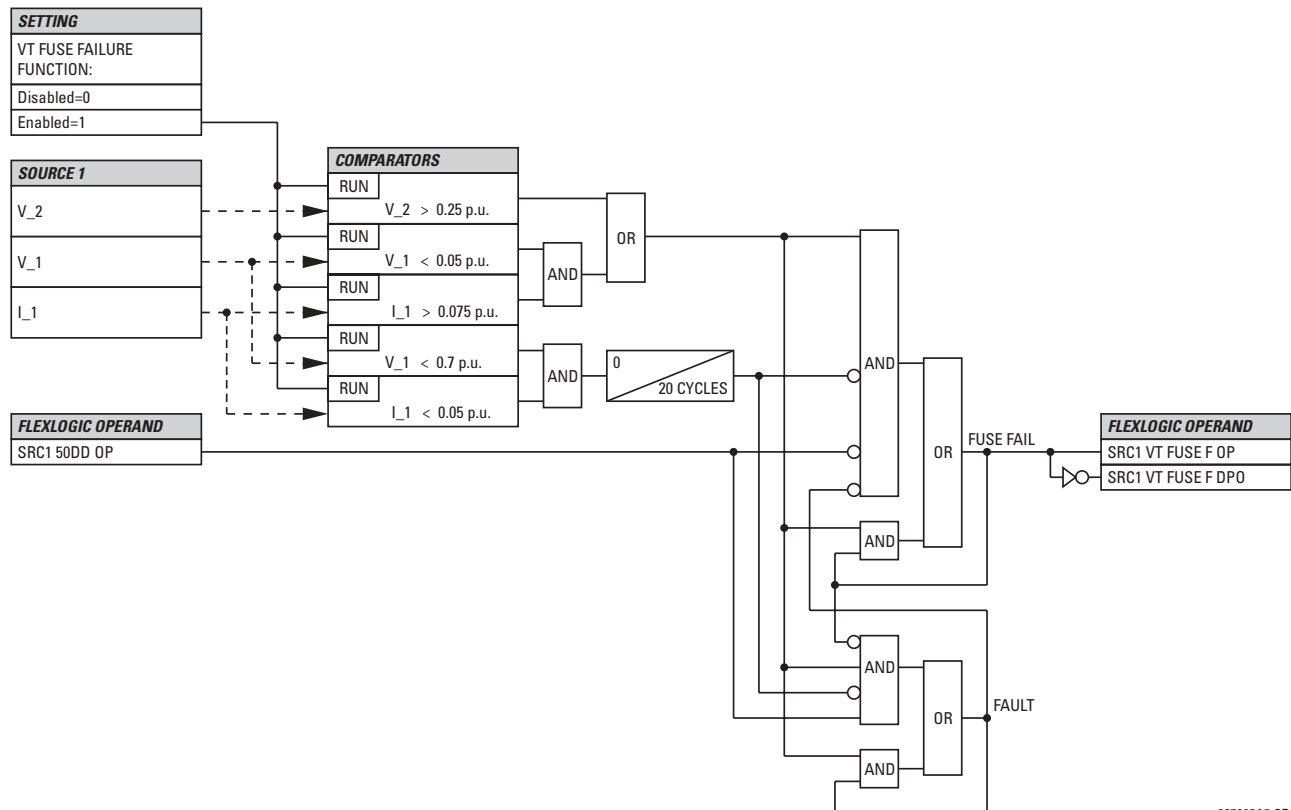 SETTING
VT FUSE FAILURE
FUNCTION:
Disabled=0
Enabled=1
SOURCE 1
V_2
V_1
I_1
COMPARATORS
RUN
V_2 > 0.25 p.u.
RUN
V_1 < 0.05 p.u.
RUN
I_1 > 0.075 p.u.
RUN
V_1 < 0.7 p.u.
RUN
I_1 < 0.05 p.u.
AND
OR
AND
0
20 CYCLES
FLEXLOGIC OPERAND
SRC1 50DD OP
AND
OR
FUSE FAIL
AND
FLEXLOGIC OPERAND
SRC1 VT FUSE F OP
SRC1 VT FUSE F DPO
AND
OR
FAULT
AND